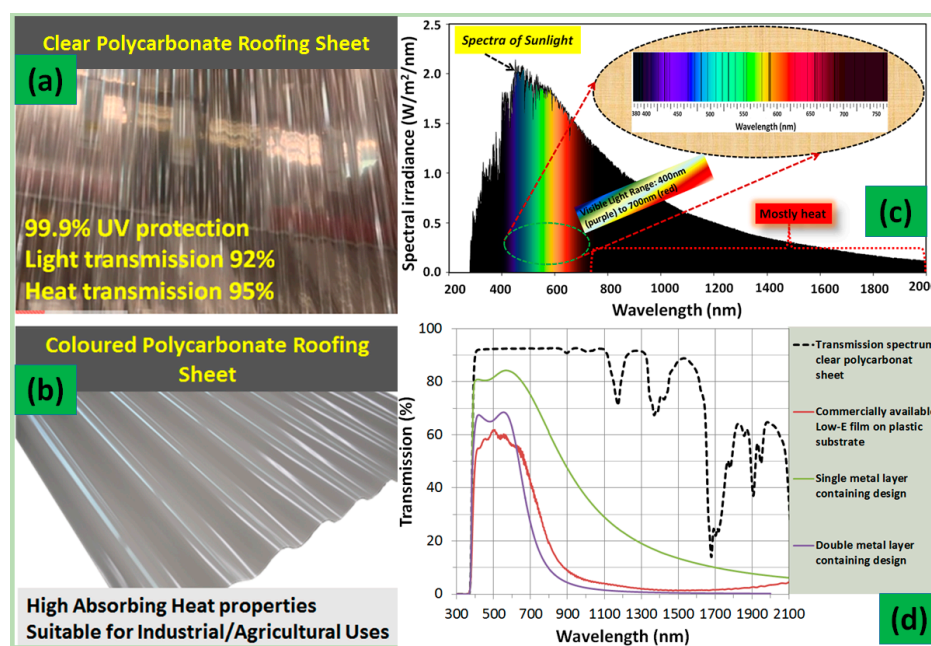 Clear Polycarbonate Roofing Sheet
(a)
99.9% UV protection
Light transmission 92%
Heat transmission 95%
Coloured Polycarbonate Roofing
Sheet
(b)
High Absorbing Heat properties
Suitable for Industrial/Agricultural Uses
Spectra of Sunlight
Spectral irradiance (W/m²/nm)
2.5
2.0
1.5
1.0
0.5
0.0
200 400 600 800 1000 1200 1400 1600 1800 2000
Wavelength (nm)
380 400 450 500 550 600 650 700 750
Wavelength (nm)
Visible Light Range: 400nm
(purple) to 700nm (red)
Mostly heat
(c)
Transmission (%)
100
80
60
40
20
0
300 500 700 900 1100 1300 1500 1700 1900 2100
Wavelength (nm)
Transmission spectrum
clear polycarbonat
sheet
Commercially available
Low-E film on plastic
substrate
Single metal layer
containing design
Double metal layer
containing design
(d)